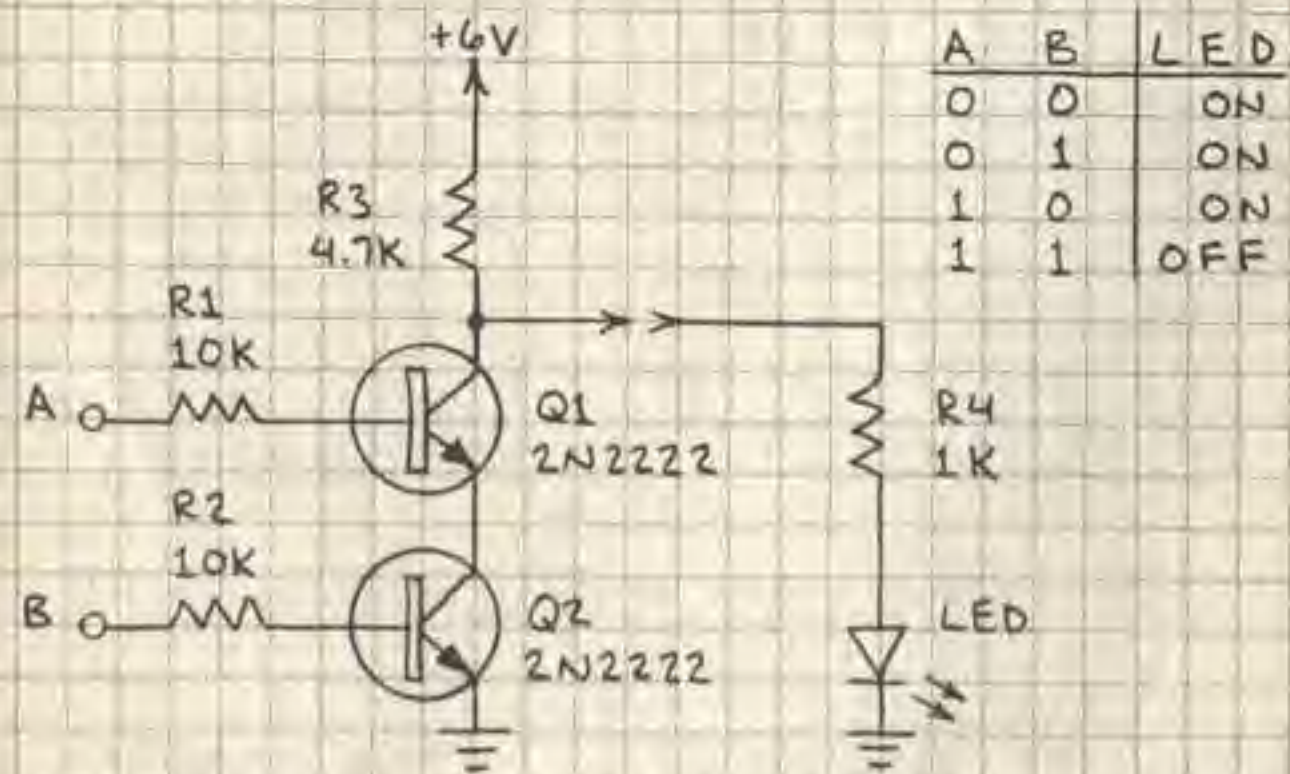 +6V
A B LED
0 0 ON
0 1 ON
1 0 ON
1 1 OFF
R3
4.7K
R1
10K
A
Q1
2N2222
R4
1K
R2
10K
B
Q2
2N2222
LED